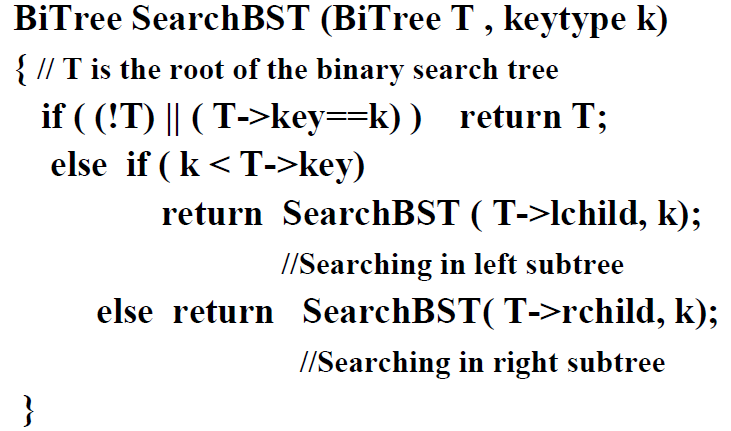 BiTree SearchBST (BiTree T , keytype k)
{ // T is the root of the binary search tree
if ( (!T) || ( T->key==k) ) return T;
else if ( k < T->key)
return SearchBST ( T->lchild, k);
//Searching in left subtree
else return SearchBST( T->rchild, k);
//Searching in right subtree
}